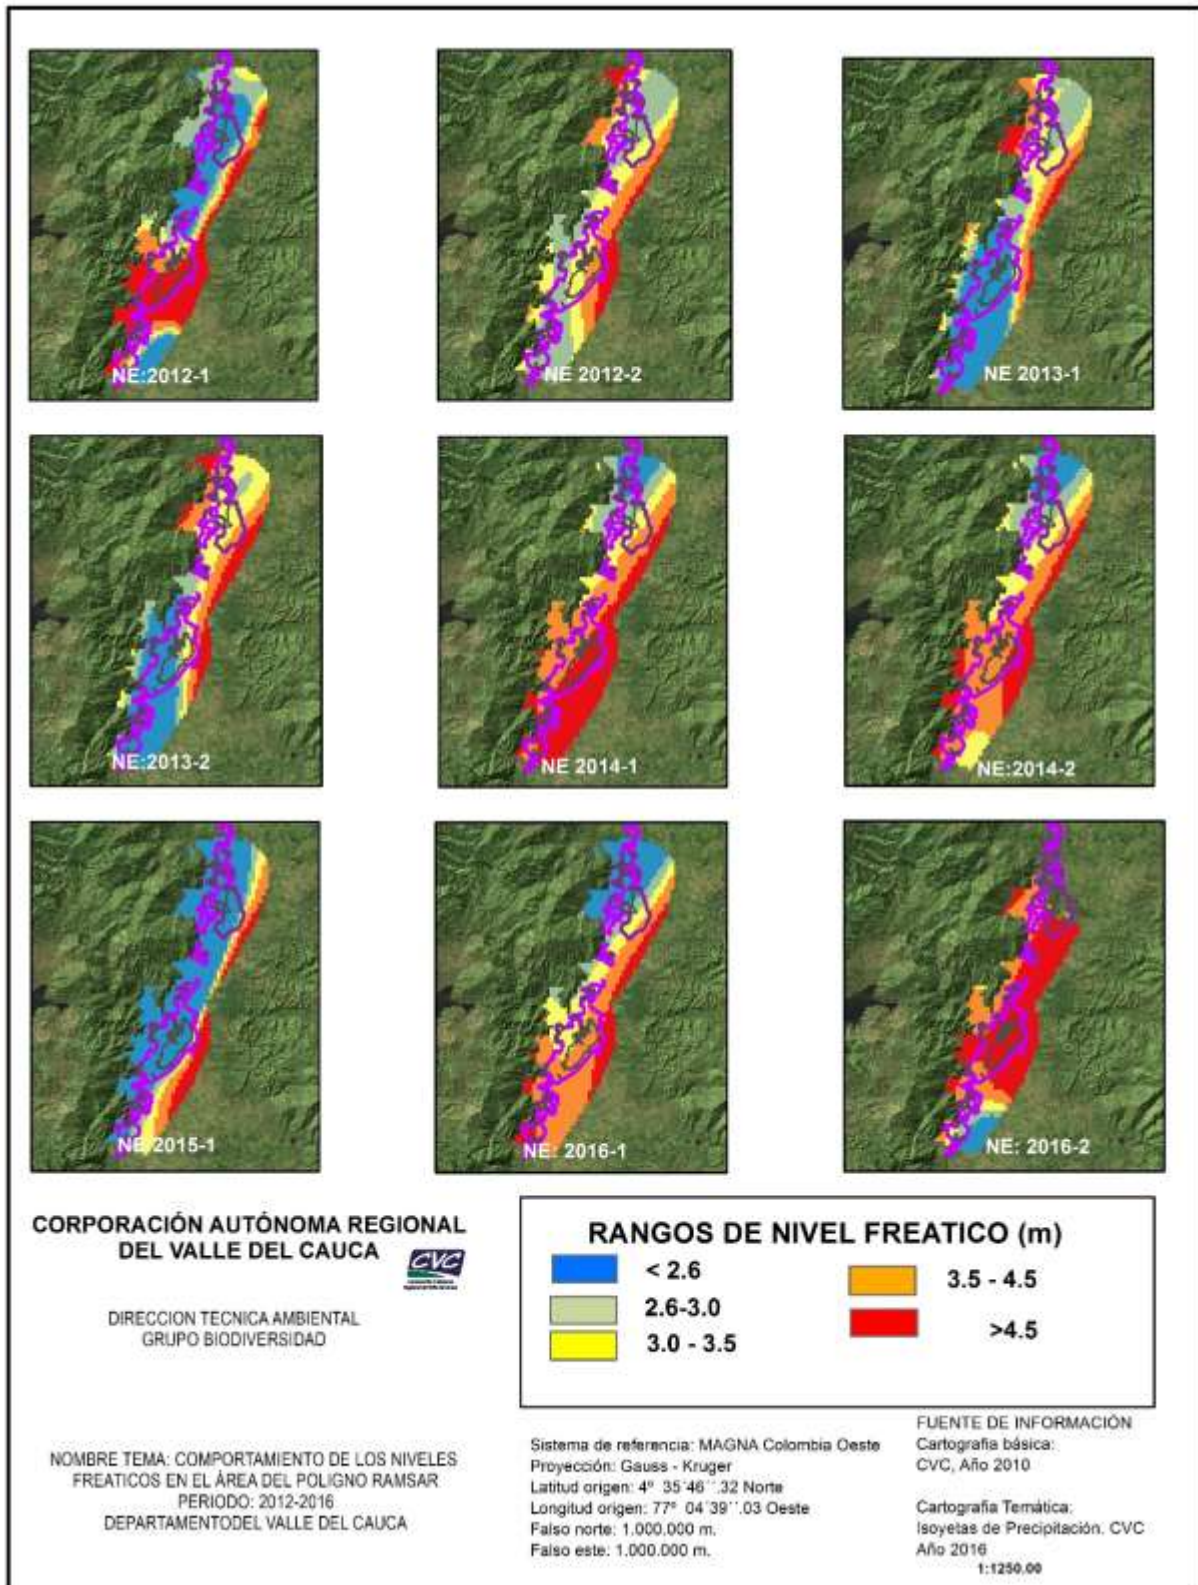 NE:2012-1
NE 2012-2
NE 2013-1
NE:2013-2
NE 2014-1
NE:2014-2
NE 2015-1
NE: 2016-1
NE: 2016-2
CORPORACIÓN AUTÓNOMA REGIONAL
DEL VALLE DEL CAUCA
CVC
DIRECCION TECNICA AMBIENTAL
GRUPO BIODIVERSIDAD
RANGOS DE NIVEL FREATICO (m)
< 2.6
2.6-3.0
3.0 - 3.5
3.5 - 4.5
>4.5
NOMBRE TEMA: COMPORTAMIENTO DE LOS NIVELES
FREATICOS EN EL ÁREA DEL POLIGNO RAMSAR
PERIODO: 2012-2016
DEPARTAMENTODEL VALLE DEL CAUCA
Sistema de referencia: MAGNA Colombia Oeste
Proyección: Gauss - Kruger
Latitud origen: 4º 35´46´´.32 Norte
Longitud origen: 77º 04´39´´.03 Oeste
Falso norte: 1.000.000 m.
Falso este: 1.000.000 m.
FUENTE DE INFORMACIÓN
Cartografia básica:
CVC, Año 2010
Cartografía Temática:
Isoyetas de Precipitación. CVC
Año 2016
1:1250.00